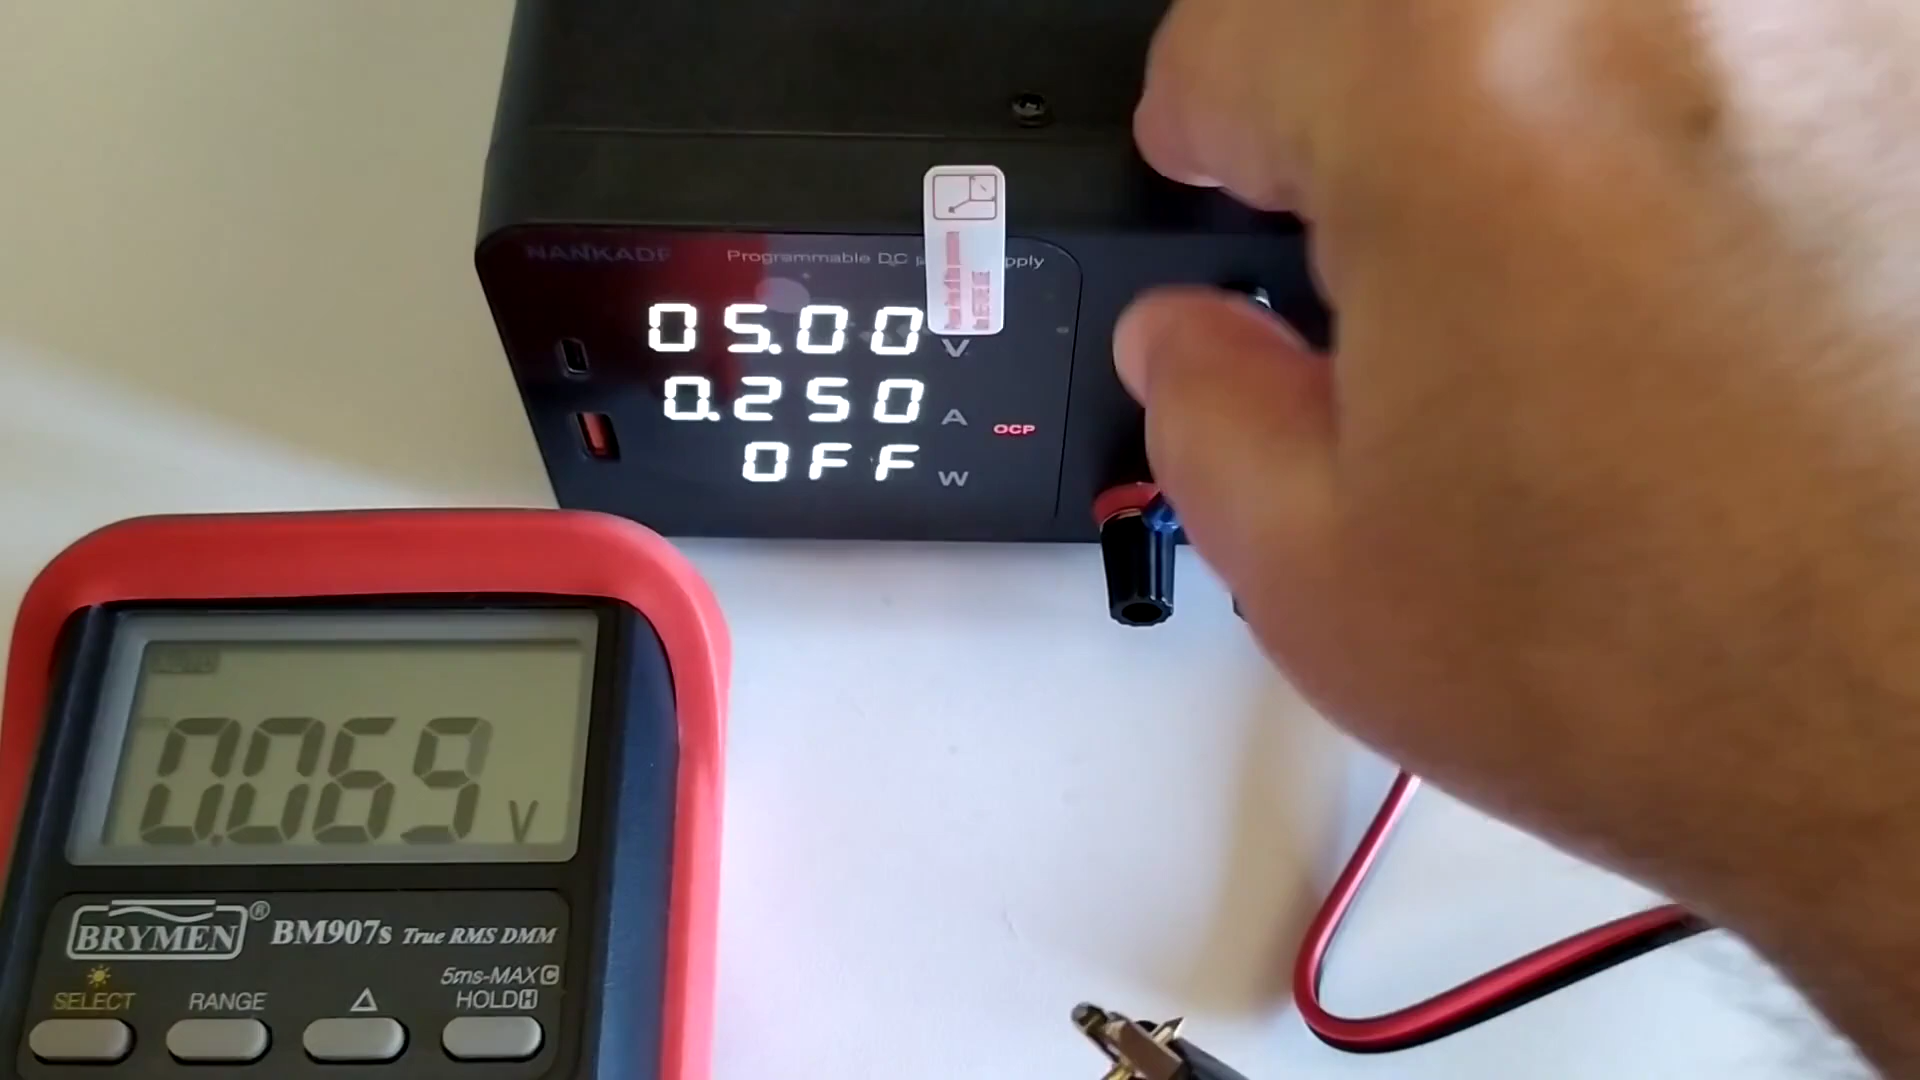 NANKADE
Programmable DC
pply
05.00 V
0.250 A
OCP
OFF W
0.069 V
BRYMEN® BM907s True RMS DMM
5ms-MAX C
SELECT RANGE Δ HOLD H